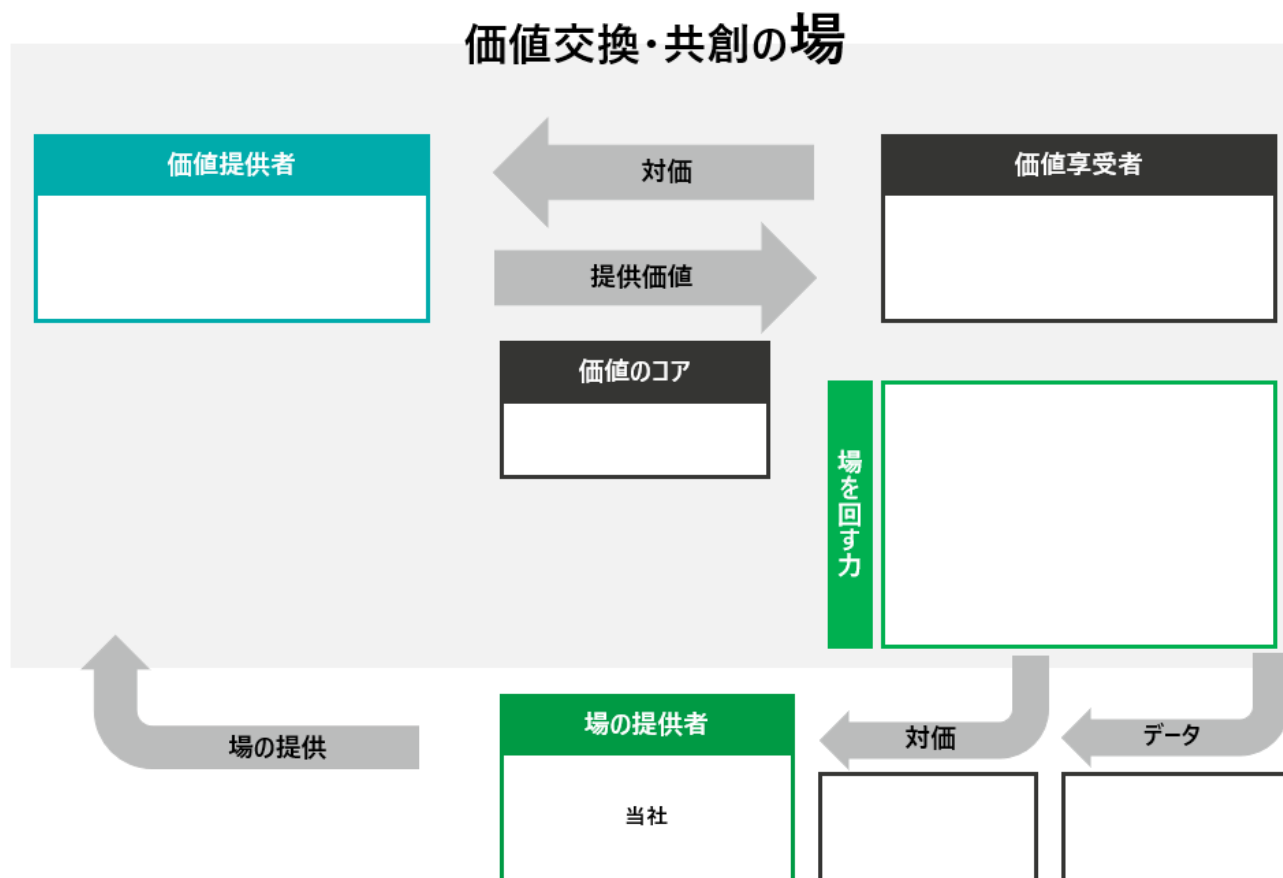 価値交換・共創の場
価値提供者
対価
価値享受者
提供価値
価値のコア
場を回す力
場の提供
場の提供者
対価
データ
当社